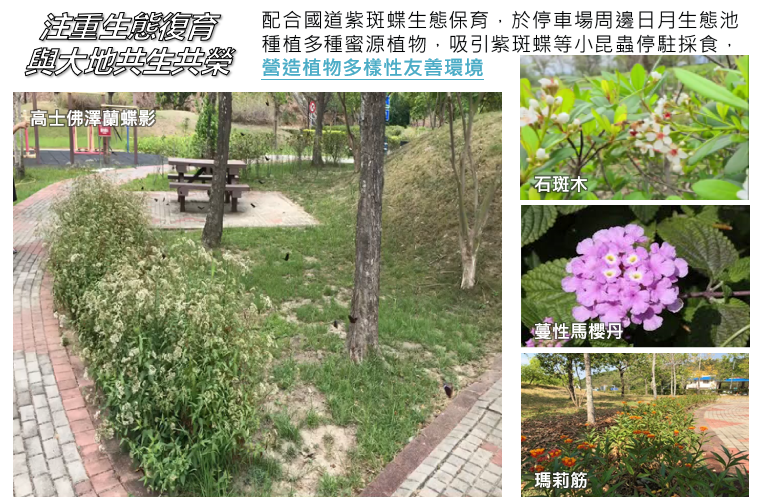 注重生態復育
與大地共生共榮
配合國道紫斑蝶生態保育，於停車場周邊日月生態池
種植多種蜜源植物，吸引紫斑蝶等小昆蟲停駐採食，
營造植物多樣性友善環境
高士佛澤蘭蝶影
石斑木
蔓性馬櫻丹
瑪莉筋